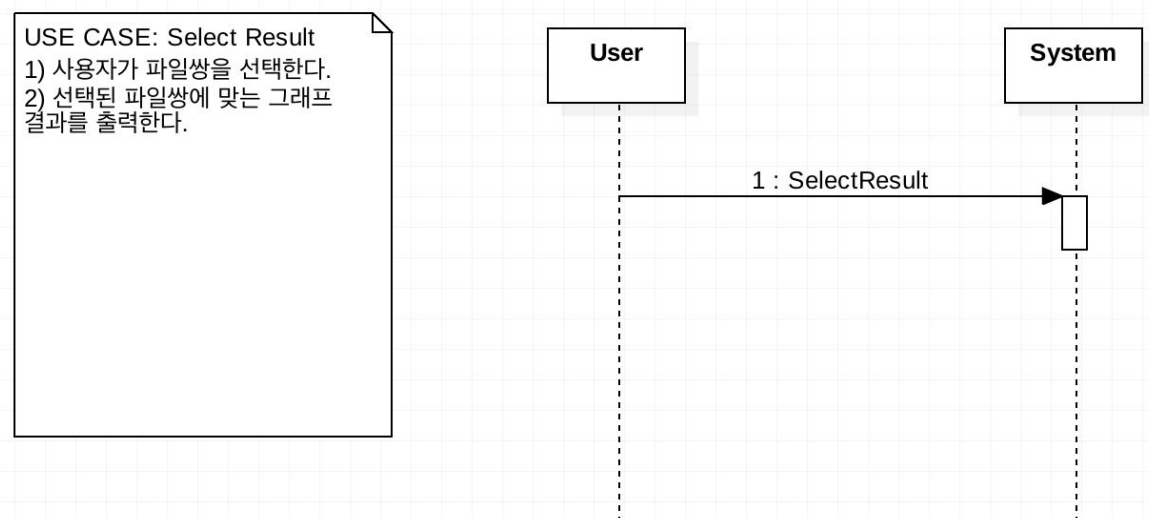 USE CASE: Select Result
1) 사용자가 파일쌍을 선택한다.
2) 선택된 파일쌍에 맞는 그래프
결과를 출력한다.
User
System
1 : SelectResult